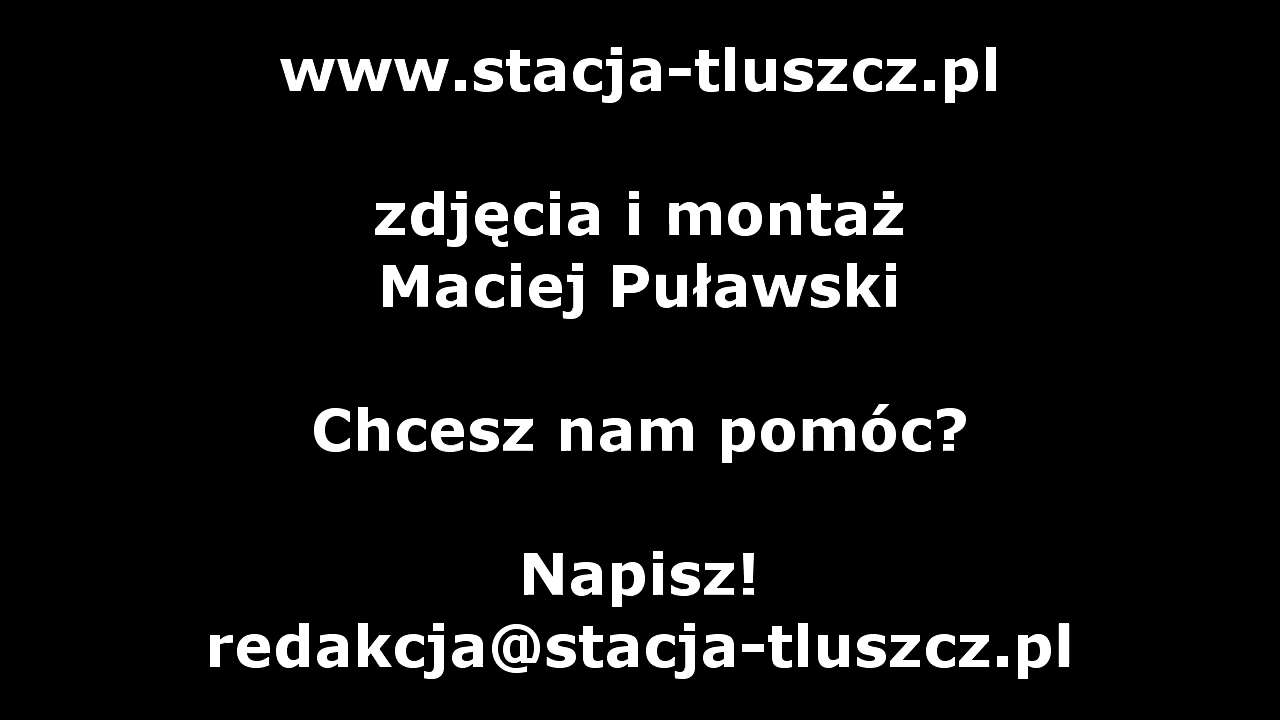 www.stacja-tluszcz.pl
zdjęcia i montaż
Maciej Puławski
Chcesz nam pomóc?
Napisz!
redakcja@stacja-tluszcz.pl